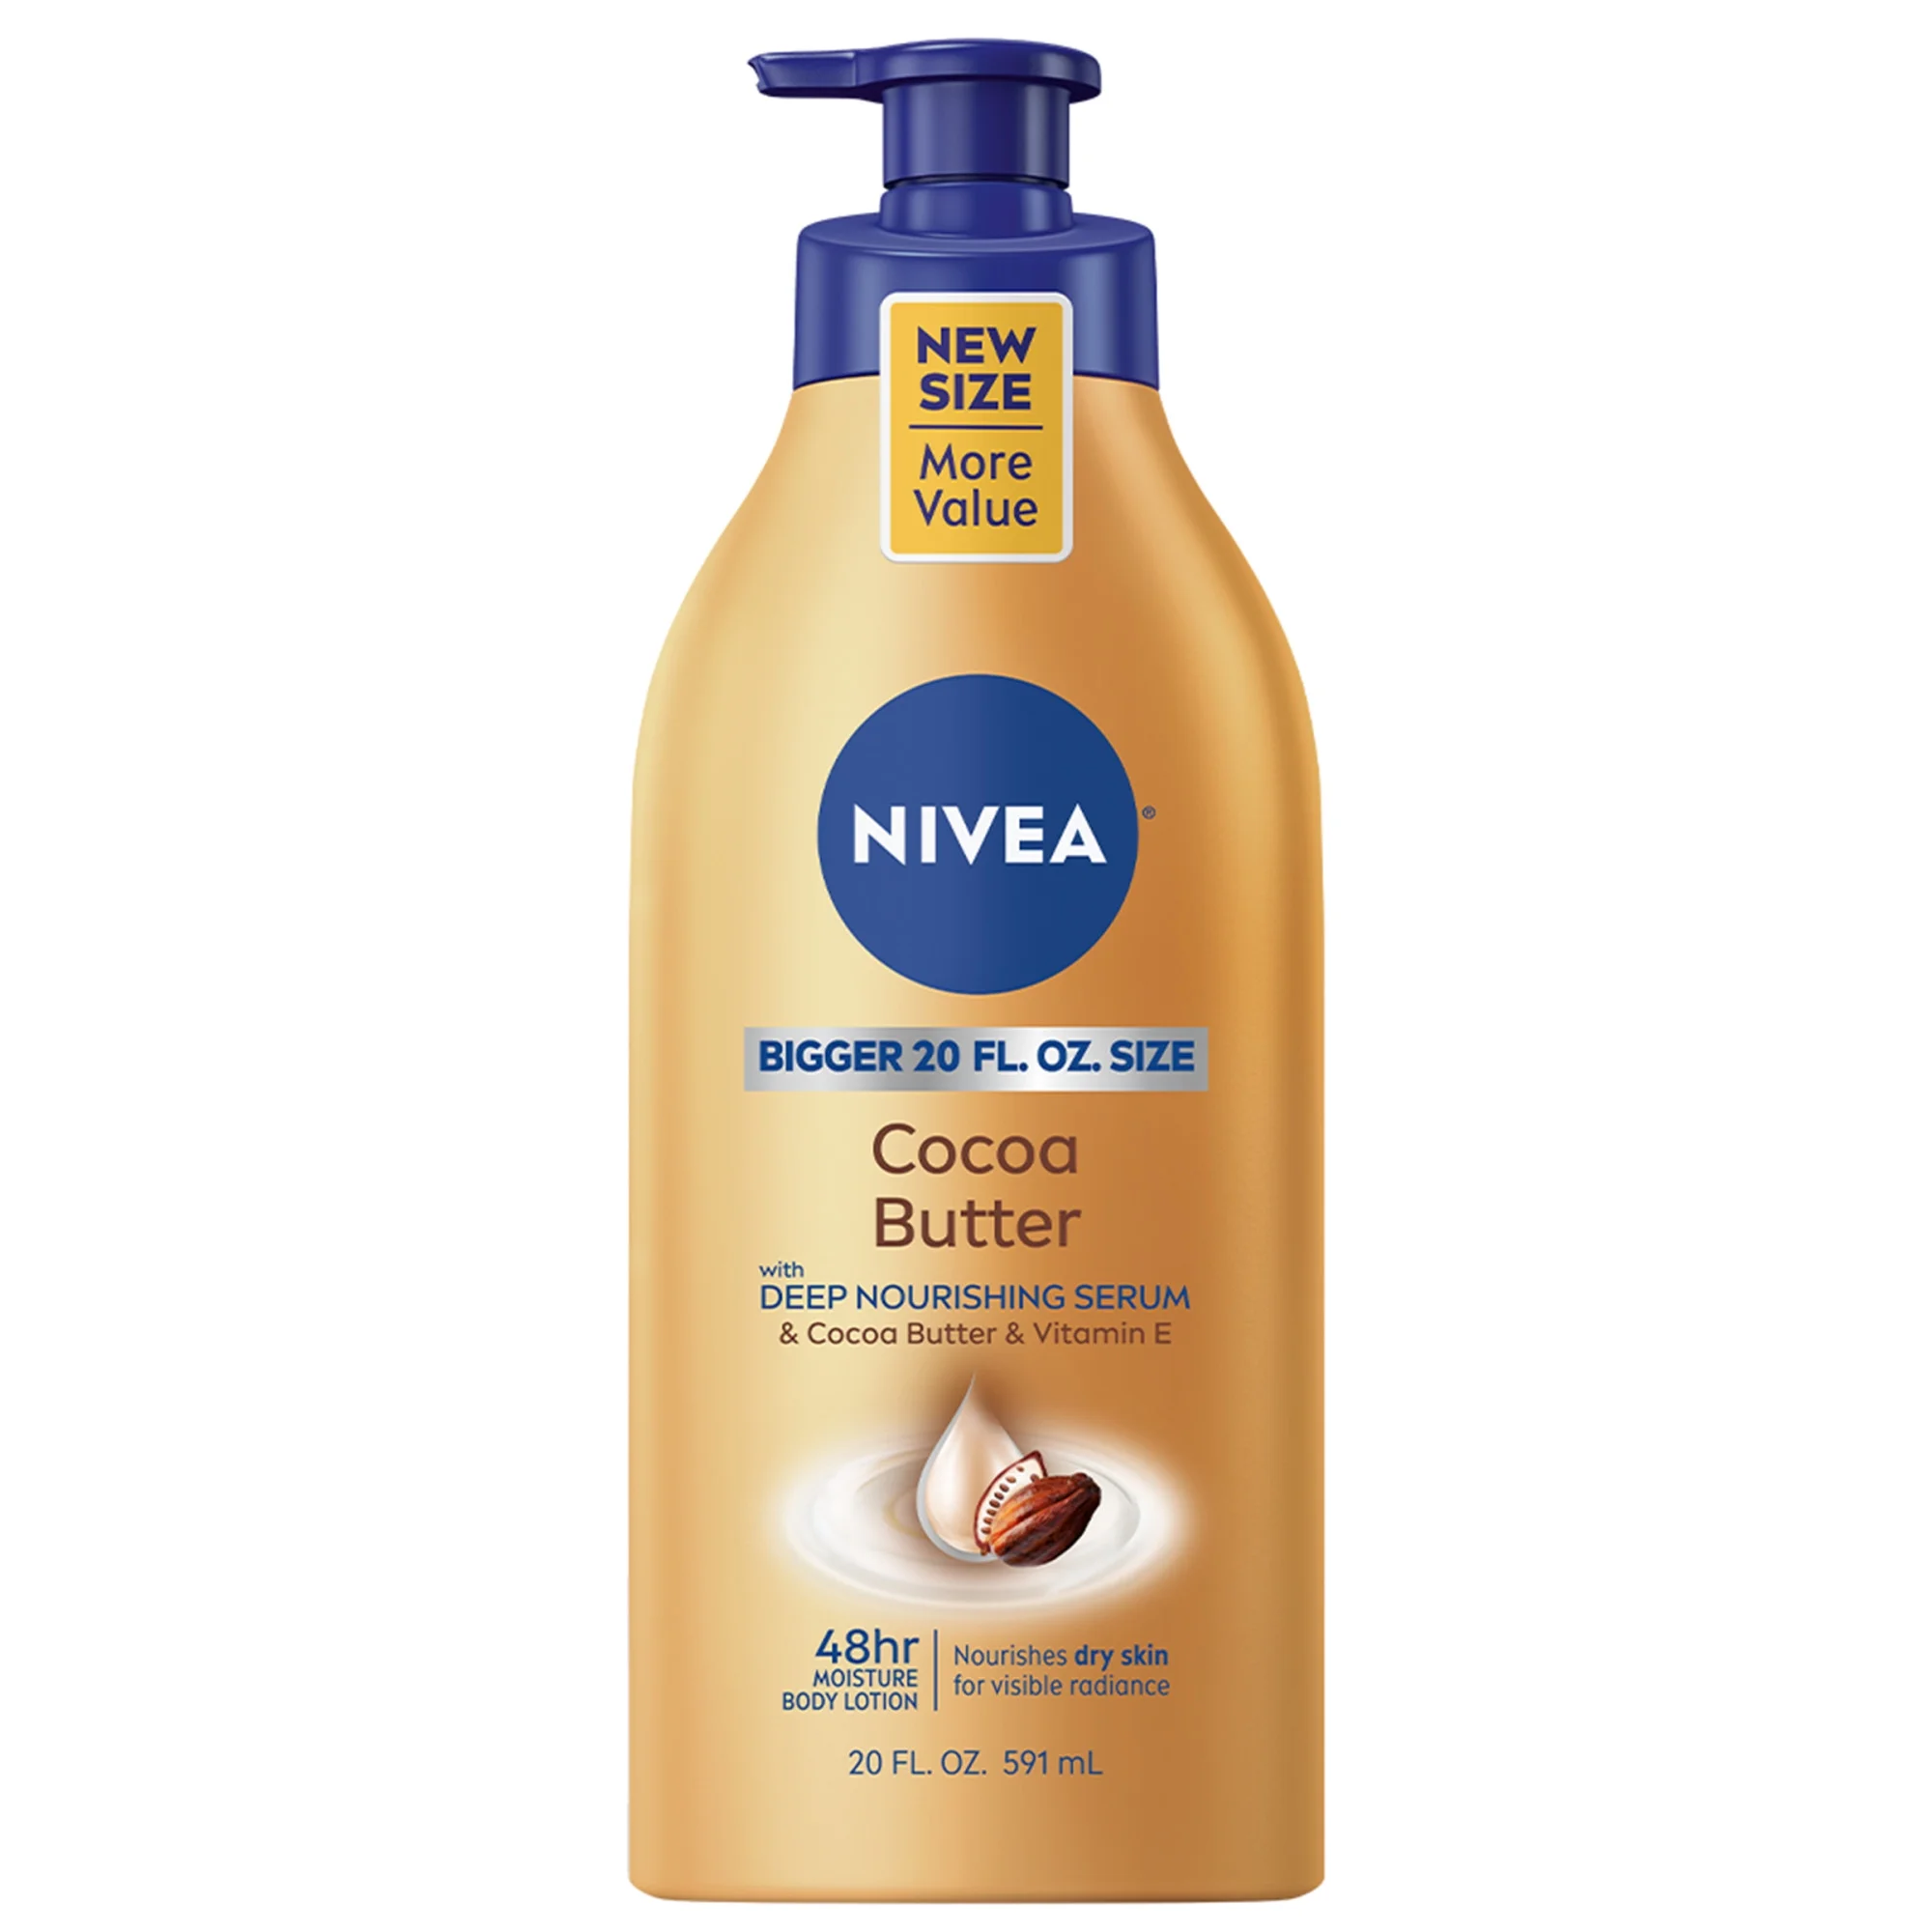 NEW
SIZE
More
Value
NIVEA®
BIGGER 20 FL. OZ. SIZE
Cocoa
Butter
with
DEEP NOURISHING SERUM
& Cocoa Butter & Vitamin E
48hr
MOISTURE
BODY LOTION
Nourishes dry skin
for visible radiance
20 FL. OZ. 591 mL